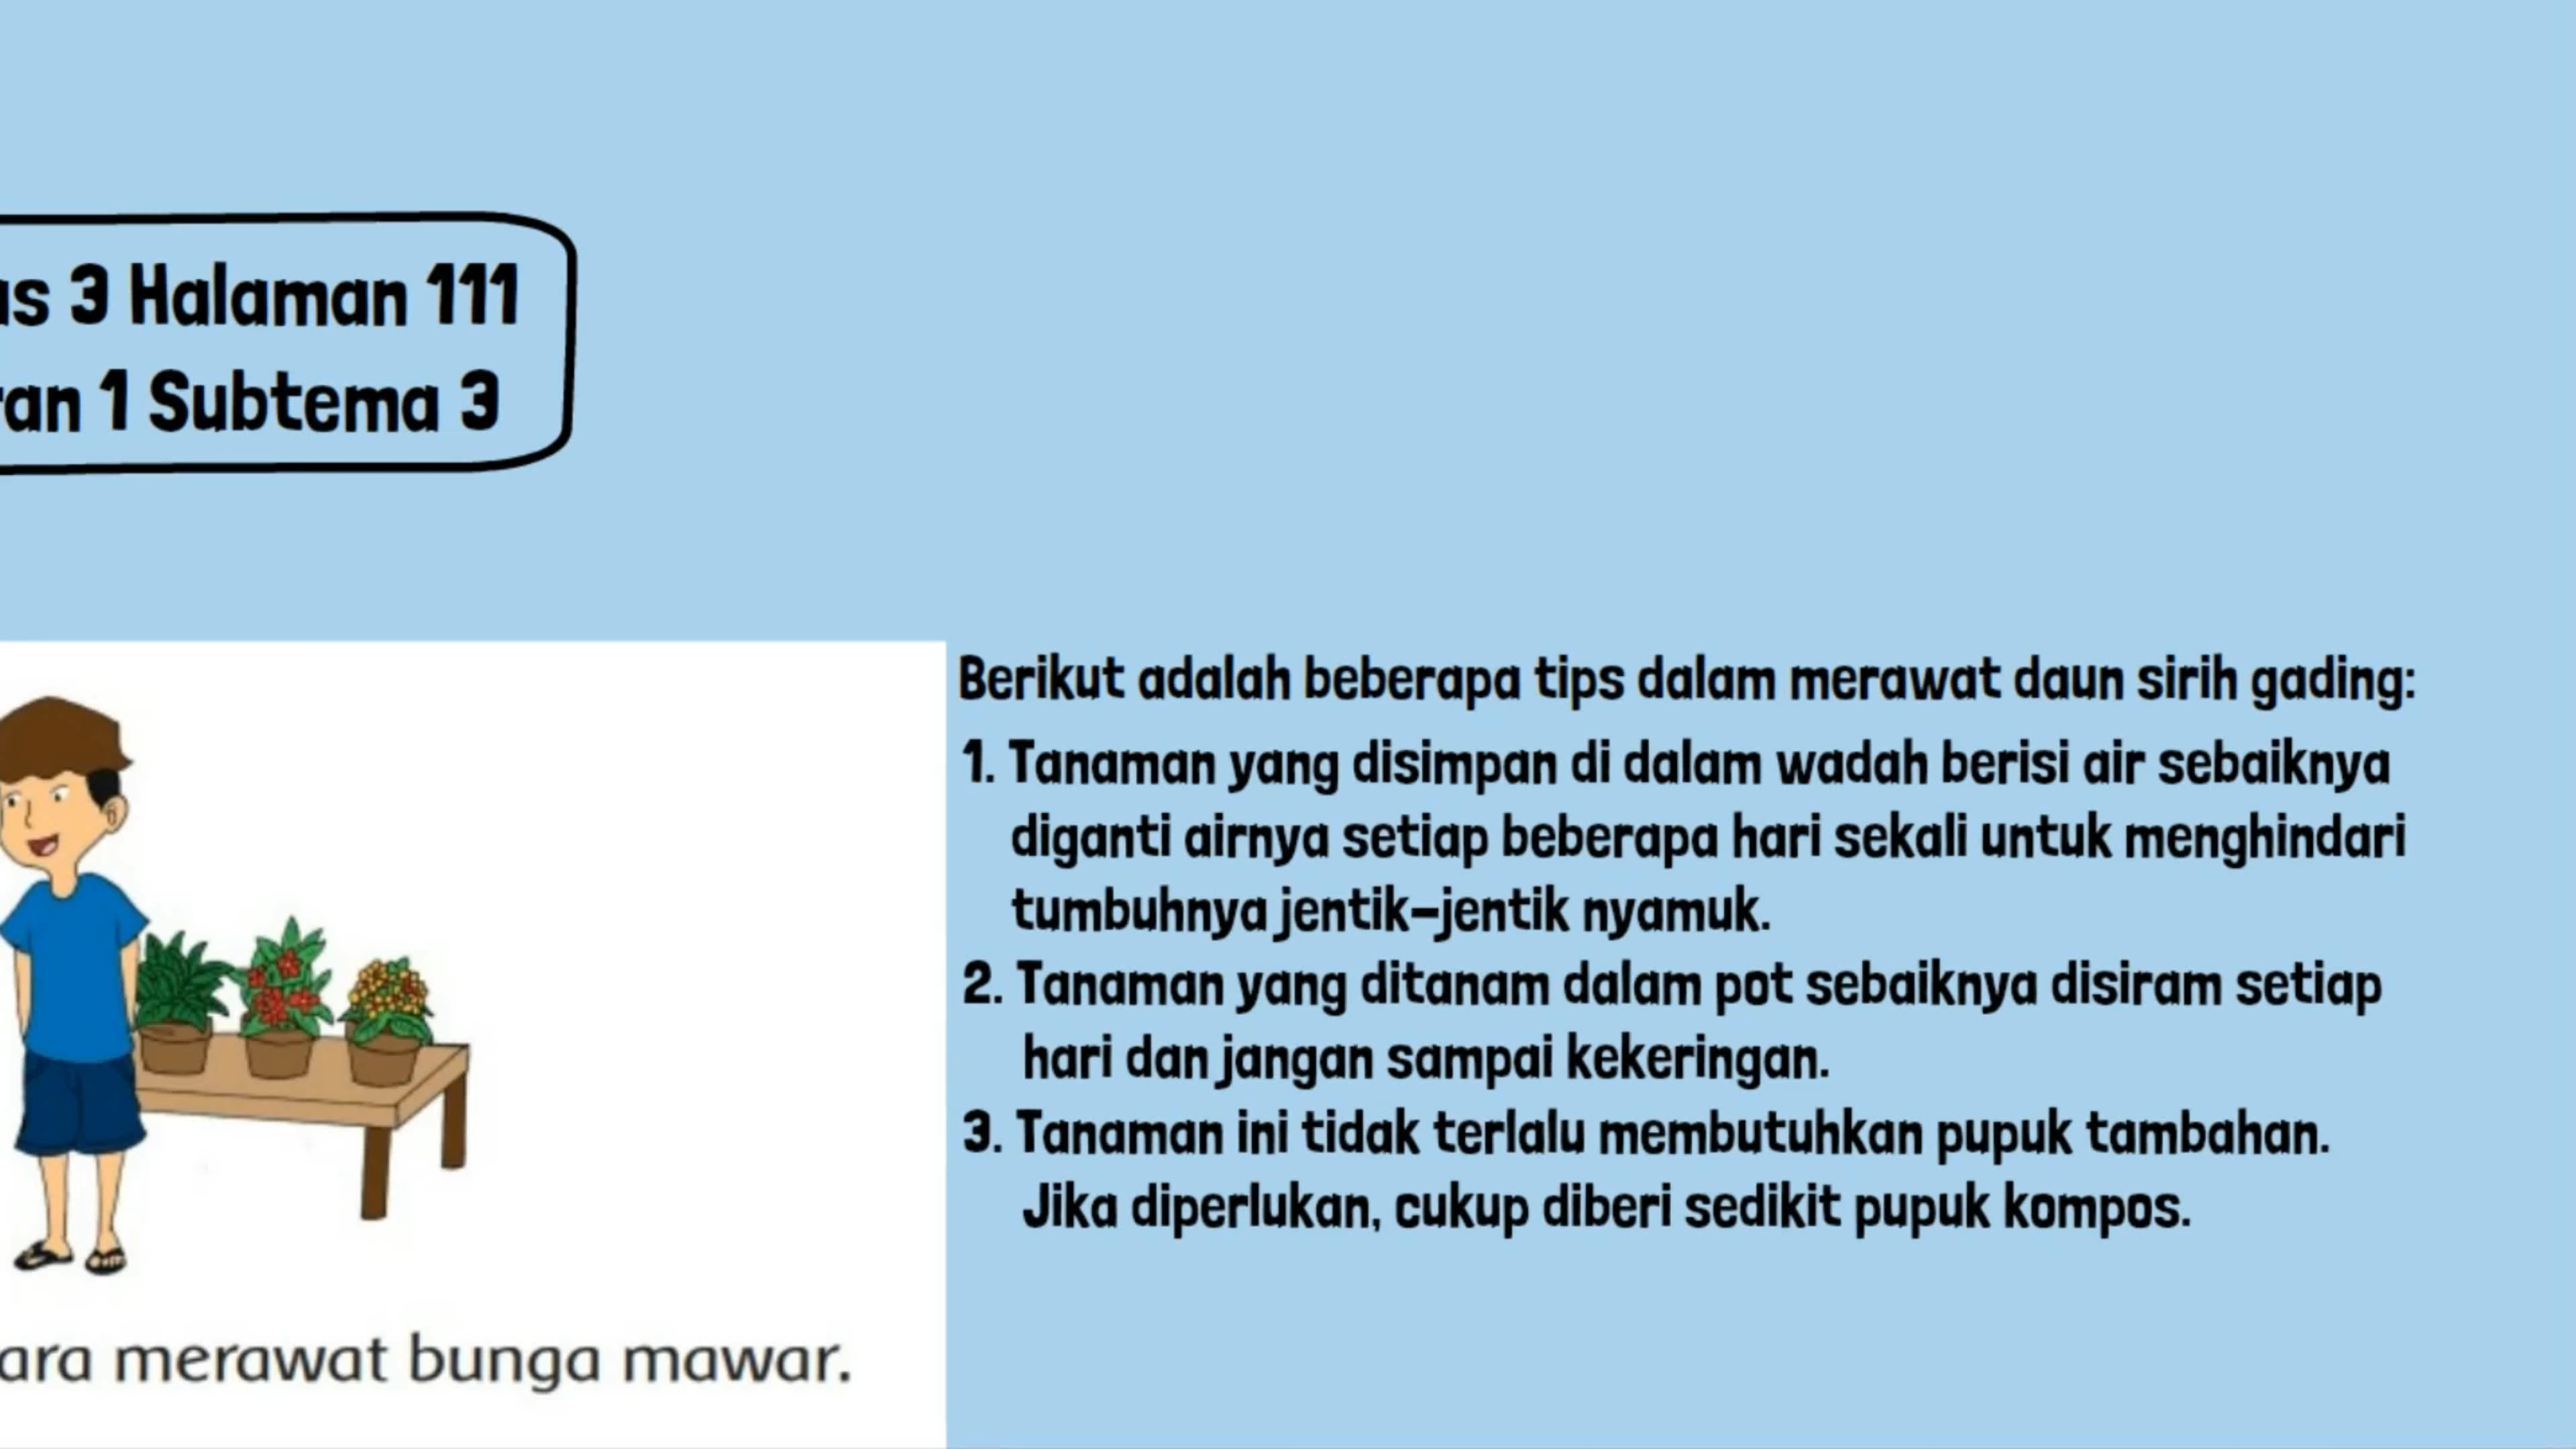 3 Halaman 111
1 Subtema 3
Berikut adalah beberapa tips dalam merawat daun sirih gading:
1. Tanaman yang disimpan di dalam wadah berisi air sebaiknya
diganti airnya setiap beberapa hari sekali untuk menghindari
tumbuhnya jentik-jentik nyamuk.
2. Tanaman yang ditanam dalam pot sebaiknya disiram setiap
hari dan jangan sampai kekeringan.
3. Tanaman ini tidak terlalu membutuhkan pupuk tambahan.
Jika diperlukan, cukup diberi sedikit pupuk kompos.
merawat bunga mawar.